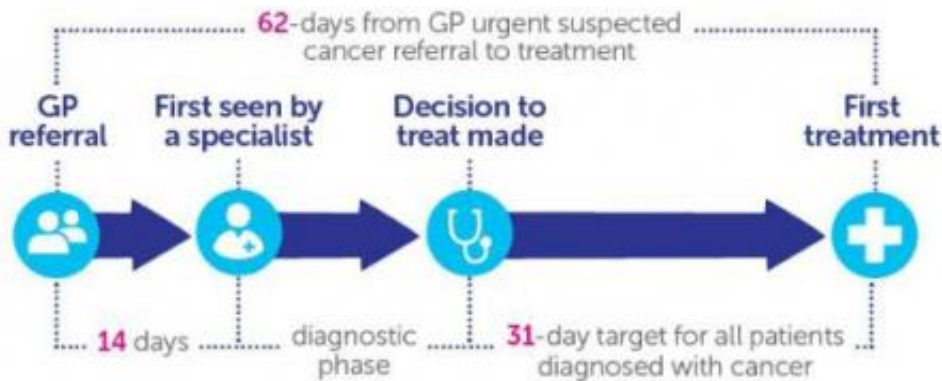 62-days from GP urgent suspected
cancer referral to treatment
GP
referral
First seen by
a specialist
Decision to
treat made
First
treatment
14 days
diagnostic
phase
31-day target for all patients
diagnosed with cancer